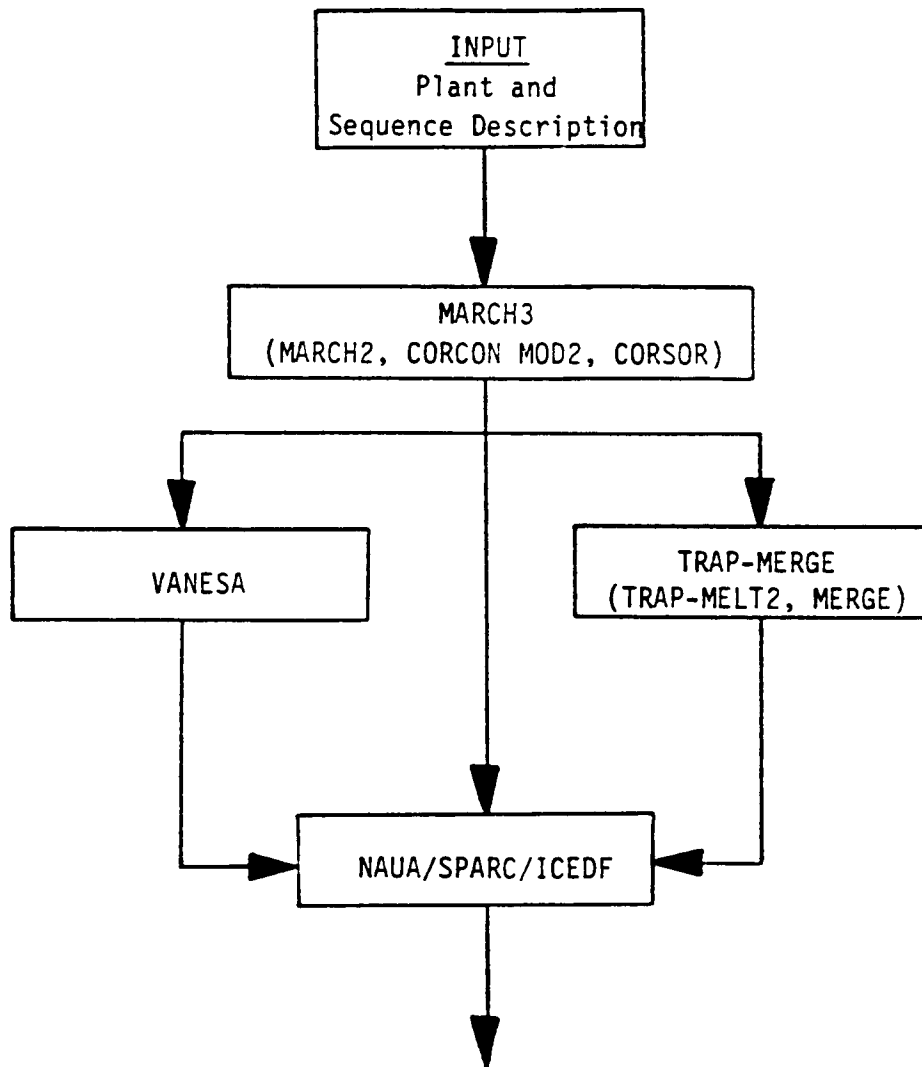 INPUT
Plant and
Sequence Description
MARCH3
(MARCH2, CORCON MOD2, CORSOR)
VANESA
TRAP-MERGE
(TRAP-MELT2, MERGE)
NAUA/SPARC/ICEDF